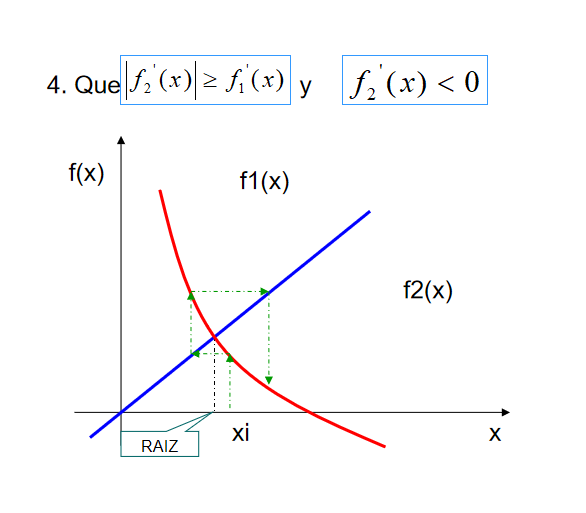 4. Que |f₂'(x)| ≥ f₁'(x) y f₂'(x) < 0
f(x)
f1(x)
f2(x)
xi
x
RAIZ